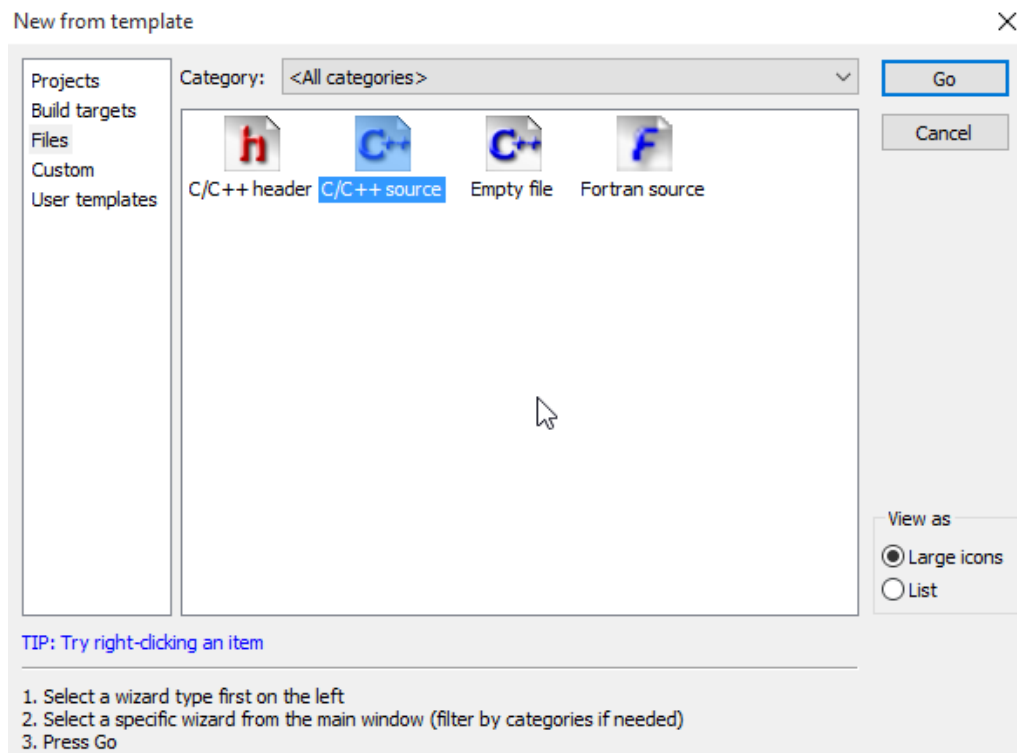 New from template
Projects
Build targets
Files
Custom
User templates
Category: <All categories>
h C++ C++ F
C/C++ header C/C++ source Empty file Fortran source
Go
Cancel
View as
Large icons
List
TIP: Try right-clicking an item
1. Select a wizard type first on the left
2. Select a specific wizard from the main window (filter by categories if needed)
3. Press Go